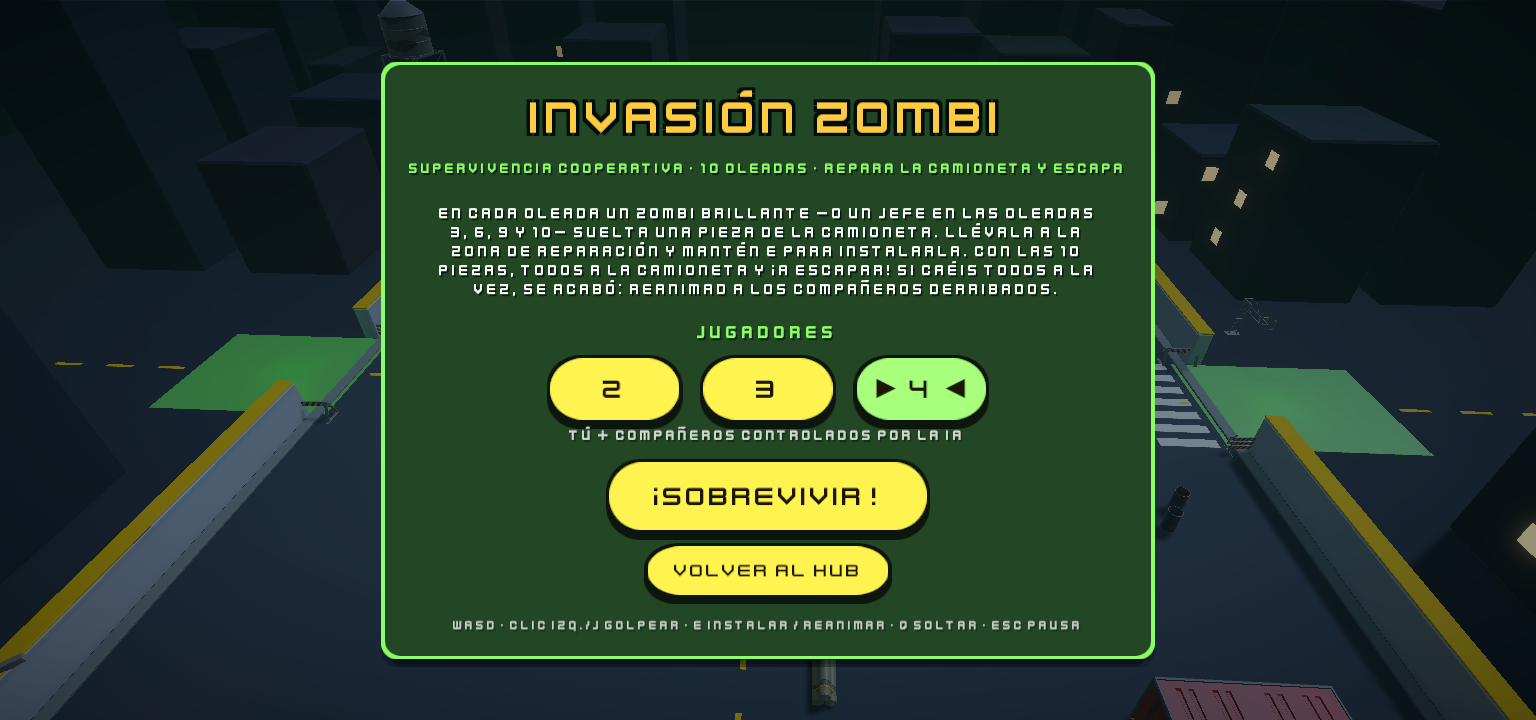 INVASIÓN ZOMBI
SUPERVIVENCIA COOPERATIVA · 10 OLEADAS · REPARA LA CAMIONETA Y ESCAPA
EN CADA OLEADA UN ZOMBI BRILLANTE —O UN JEFE EN LAS OLEADAS
3, 6, 9 Y 10— SUELTA UNA PIEZA DE LA CAMIONETA. LLÉVALA A LA
ZONA DE REPARACIÓN Y MANTÉN E PARA INSTALARLA. CON LAS 10
PIEZAS, TODOS A LA CAMIONETA Y ¡A ESCAPAR! SI CAÉIS TODOS A LA
VEZ, SE ACABÓ: REANIMAD A LOS COMPAÑEROS DERRIBADOS.
JUGADORES
2 3 ▶ 4 ◀
TÚ + COMPAÑEROS CONTROLADOS POR LA IA
¡SOBREVIVIR!
VOLVER AL HUB
WASD · CLIC IZQ./J GOLPEAR · E INSTALAR / REANIMAR · Q SOLTAR · ESC PAUSA